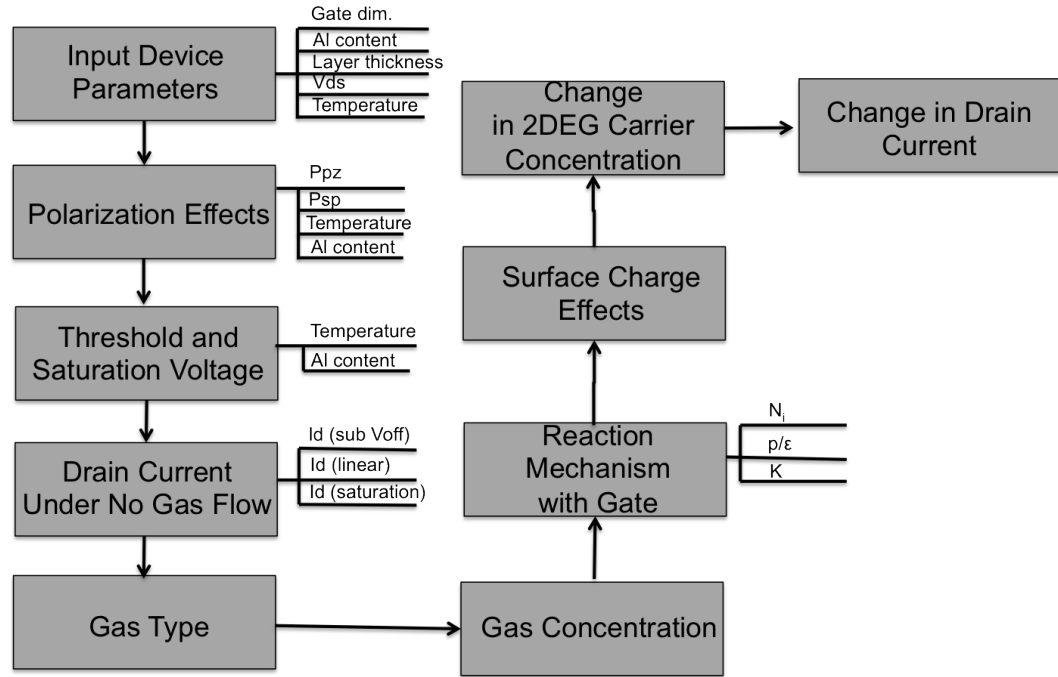 Input Device
Parameters
Gate dim.
Al content
Layer thickness
Vds
Temperature
Polarization Effects
Ppz
Psp
Temperature
Al content
Threshold and
Saturation Voltage
Temperature
Al content
Drain Current
Under No Gas Flow
Id (sub Voff)
Id (linear)
Id (saturation)
Gas Type
Gas Concentration
Reaction
Mechanism
with Gate
Nᵢ
p/ε
K
Surface Charge
Effects
Change
in 2DEG Carrier
Concentration
Change in Drain
Current